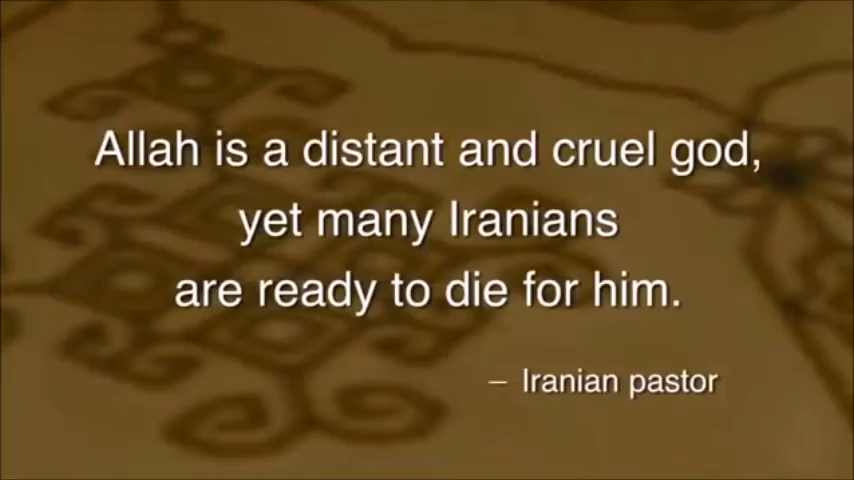 Allah is a distant and cruel god,
yet many Iranians
are ready to die for him.
– Iranian pastor